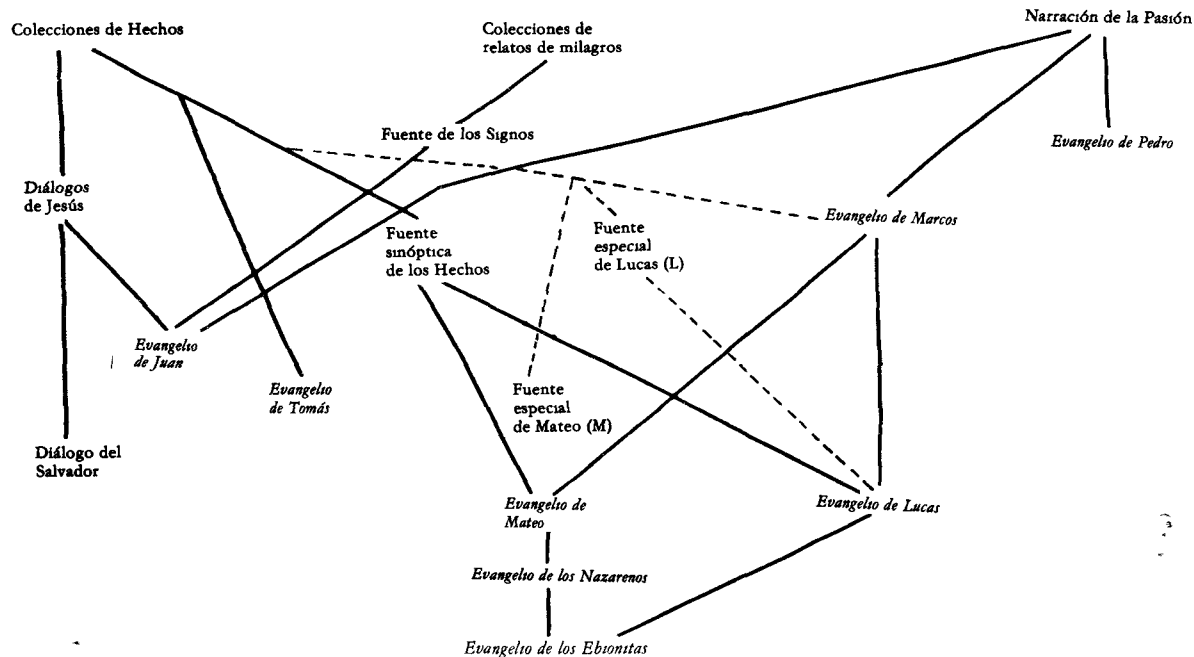 Colecciones de Hechos
Colecciones de
relatos de milagros
Narración de la Pasión
Fuente de los Signos
Evangelio de Pedro
Diálogos
de Jesús
Fuente
sinóptica
de los Hechos
Fuente
especial
de Lucas (L)
Evangelio de Marcos
Evangelio
de Juan
Evangelio
de Tomás
Fuente
especial
de Mateo (M)
Diálogo del
Salvador
Evangelio de
Mateo
Evangelio de Lucas
Evangelio de los Nazarenos
Evangelio de los Ebionitas